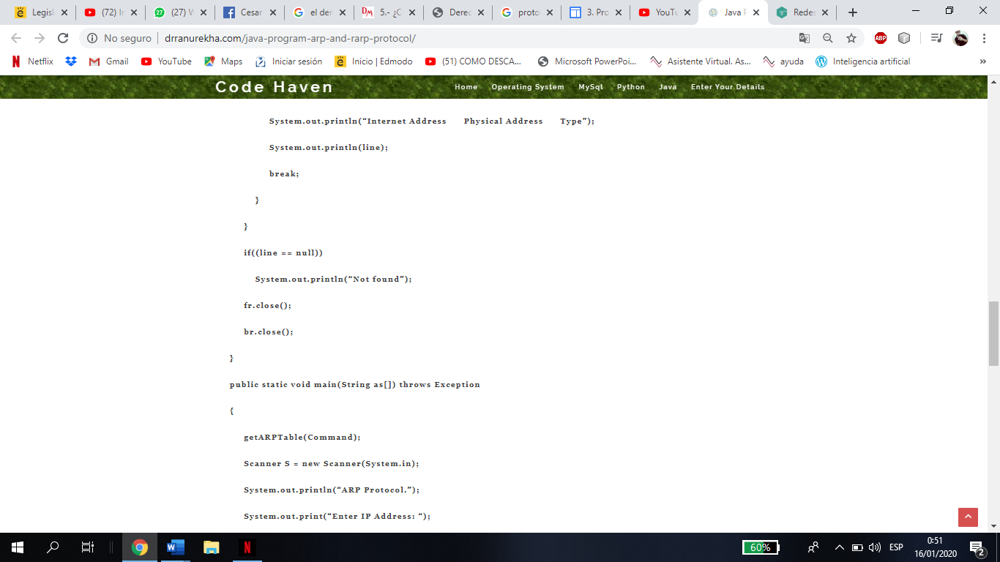 Legisl
(72) In
(27) W
Cesar
el der
5.- ¿C
Derec
proto
3. Pro
YouTu
Java P
Redes
No seguro
drranurekha.com/java-program-arp-and-rarp-protocol/
ABP
Netflix
Gmail
YouTube
Maps
Iniciar sesión
Inicio | Edmodo
(51) COMO DESCA...
Microsoft PowerPoi...
Asistente Virtual. As...
ayuda
Inteligencia artificial
»
Code Haven
Home Operating System MySql Python Java Enter Your Details
System.out.println(“Internet Address Physical Address Type”);
System.out.println(line);
break;
}
}
if((line == null))
System.out.println(“Not found”);
fr.close();
br.close();
}
public static void main(String as[]) throws Exception
{
getARPTable(Command);
Scanner S = new Scanner(System.in);
System.out.println(“ARP Protocol.”);
System.out.print(“Enter IP Address: “);
60%
ESP
0:51
16/01/2020
2